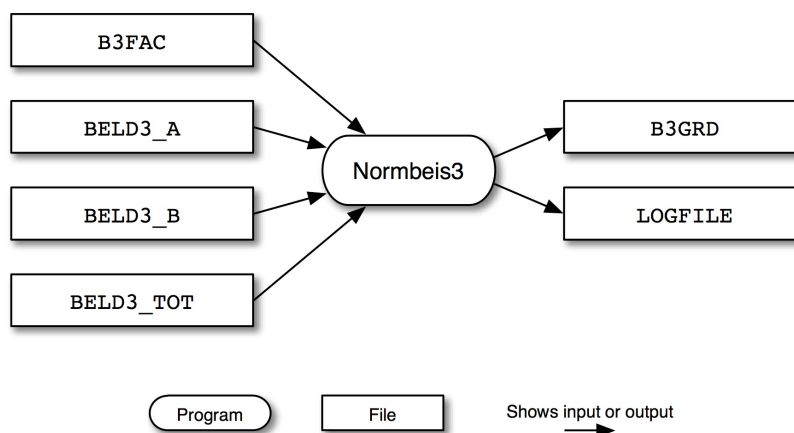 B3FAC
BELD3_A
BELD3_B
BELD3_TOT
Normbeis3
B3GRD
LOGFILE
Program
File
Shows input or output